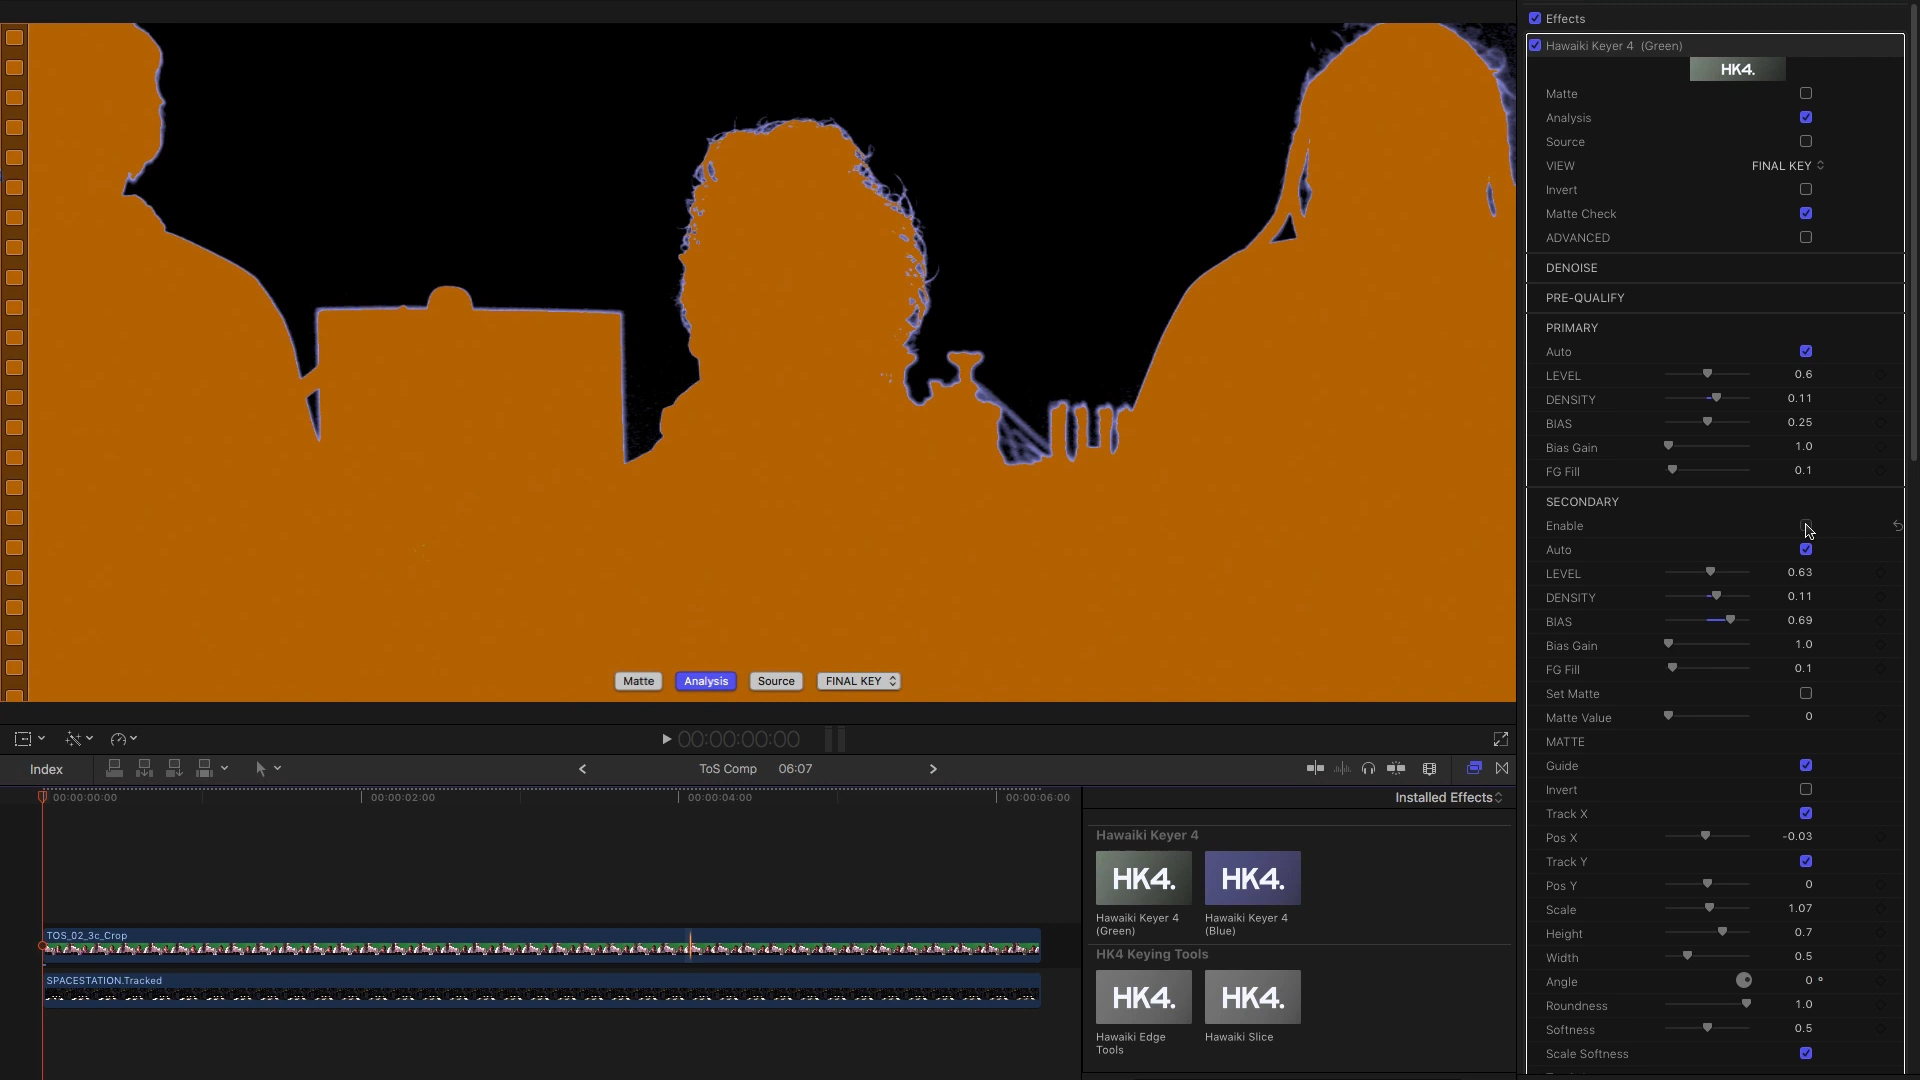 Effects
Hawaiki Keyer 4 (Green)
HK4.
Matte
Analysis
Source
VIEW FINAL KEY
Invert
Matte Check
ADVANCED
DENOISE
PRE-QUALIFY
PRIMARY
Auto
LEVEL 0.6
DENSITY 0.11
BIAS 0.25
Bias Gain 1.0
FG Fill 0.1
SECONDARY
Enable
Auto
LEVEL 0.63
DENSITY 0.11
BIAS 0.69
Bias Gain 1.0
FG Fill 0.1
Set Matte
Matte Value 0
MATTE
Guide
Invert
Track X
Pos X -0.03
Track Y
Pos Y 0
Scale 1.07
Height 0.7
Width 0.5
Angle 0 °
Roundness 1.0
Softness 0.5
Scale Softness
Matte Analysis Source FINAL KEY
00:00:00:00
Index ToS Comp 06:07
00:00:00:00 00:00:02:00 00:00:04:00 00:00:06:00
TOS_02_3c_Crop
SPACESTATION.Tracked
Installed Effects
Hawaiki Keyer 4
HK4. HK4.
Hawaiki Keyer 4 (Green)
Hawaiki Keyer 4 (Blue)
HK4 Keying Tools
HK4. HK4.
Hawaiki Edge Tools
Hawaiki Slice